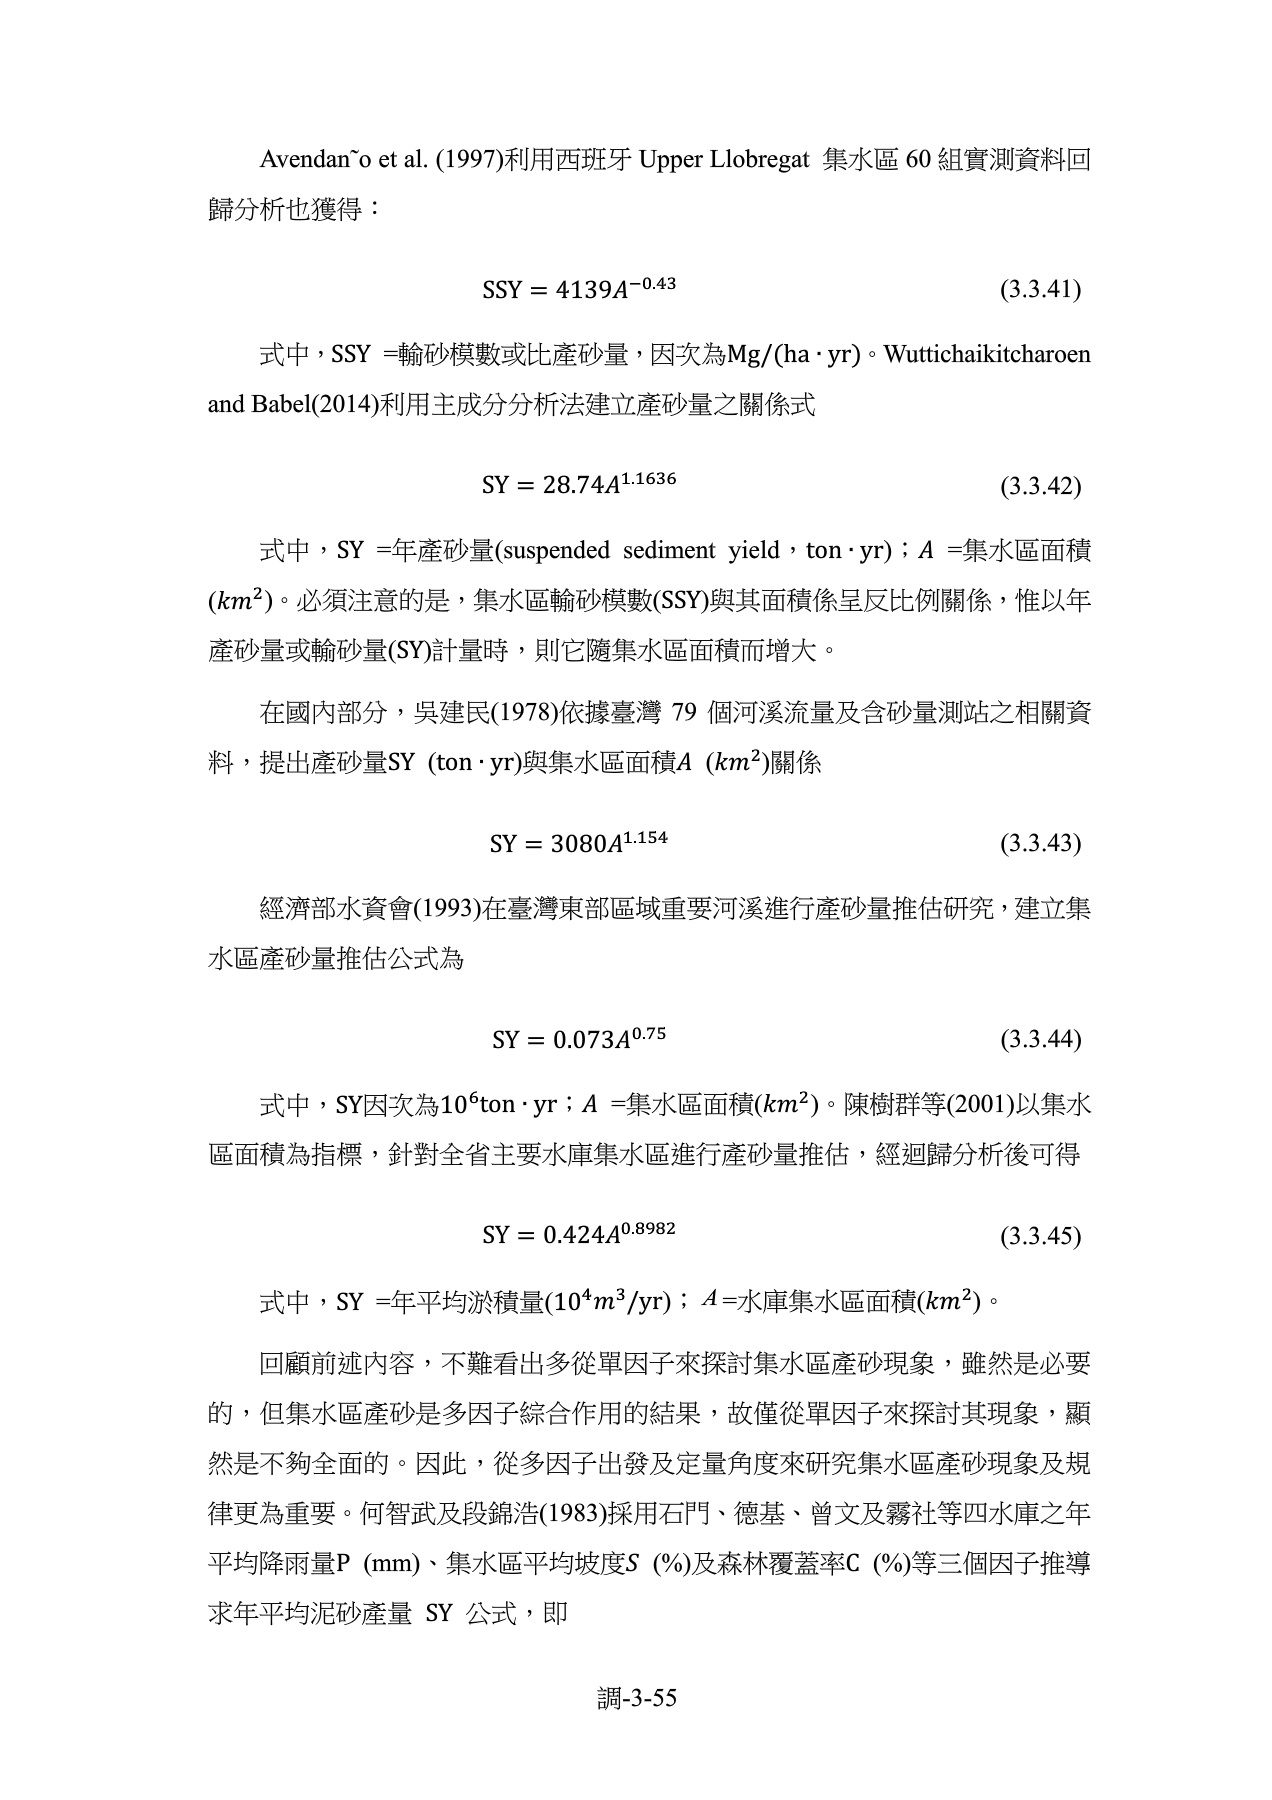 Avendan˜o et al. (1997)利用西班牙 Upper Llobregat 集水區 60 組實測資料回
歸分析也獲得：
SSY = 4139A^−0.43 (3.3.41)
式中，SSY =輸砂模數或比產砂量，因次為Mg/(ha · yr)。Wuttichaikitcharoen
and Babel(2014)利用主成分分析法建立產砂量之關係式
SY = 28.74A^1.1636 (3.3.42)
式中，SY =年產砂量(suspended sediment yield，ton · yr)；A =集水區面積
(km²)。必須注意的是，集水區輸砂模數(SSY)與其面積係呈反比例關係，惟以年
產砂量或輸砂量(SY)計量時，則它隨集水區面積而增大。
在國內部分，吳建民(1978)依據臺灣 79 個河溪流量及含砂量測站之相關資
料，提出產砂量SY (ton · yr)與集水區面積A (km²)關係
SY = 3080A^1.154 (3.3.43)
經濟部水資會(1993)在臺灣東部區域重要河溪進行產砂量推估研究，建立集
水區產砂量推估公式為
SY = 0.073A^0.75 (3.3.44)
式中，SY因次為10⁶ton · yr；A =集水區面積(km²)。陳樹群等(2001)以集水
區面積為指標，針對全省主要水庫集水區進行產砂量推估，經迴歸分析後可得
SY = 0.424A^0.8982 (3.3.45)
式中，SY =年平均淤積量(10⁴m³/yr)；A=水庫集水區面積(km²)。
回顧前述內容，不難看出多從單因子來探討集水區產砂現象，雖然是必要
的，但集水區產砂是多因子綜合作用的結果，故僅從單因子來探討其現象，顯
然是不夠全面的。因此，從多因子出發及定量角度來研究集水區產砂現象及規
律更為重要。何智武及段錦浩(1983)採用石門、德基、曾文及霧社等四水庫之年
平均降雨量P (mm)、集水區平均坡度S (%)及森林覆蓋率C (%)等三個因子推導
求年平均泥砂產量 SY 公式，即
調-3-55